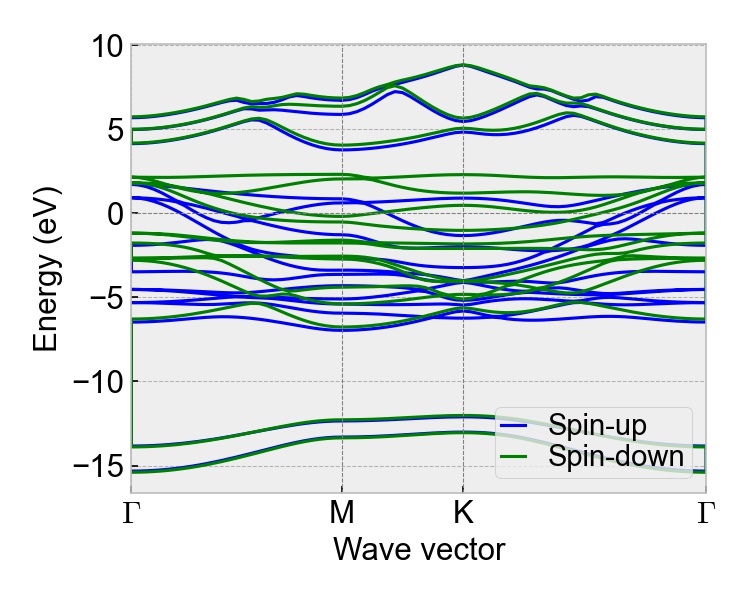 10
5
0
−5
−10
−15
Energy (eV)
Spin-up
Spin-down
Γ M K Γ
Wave vector